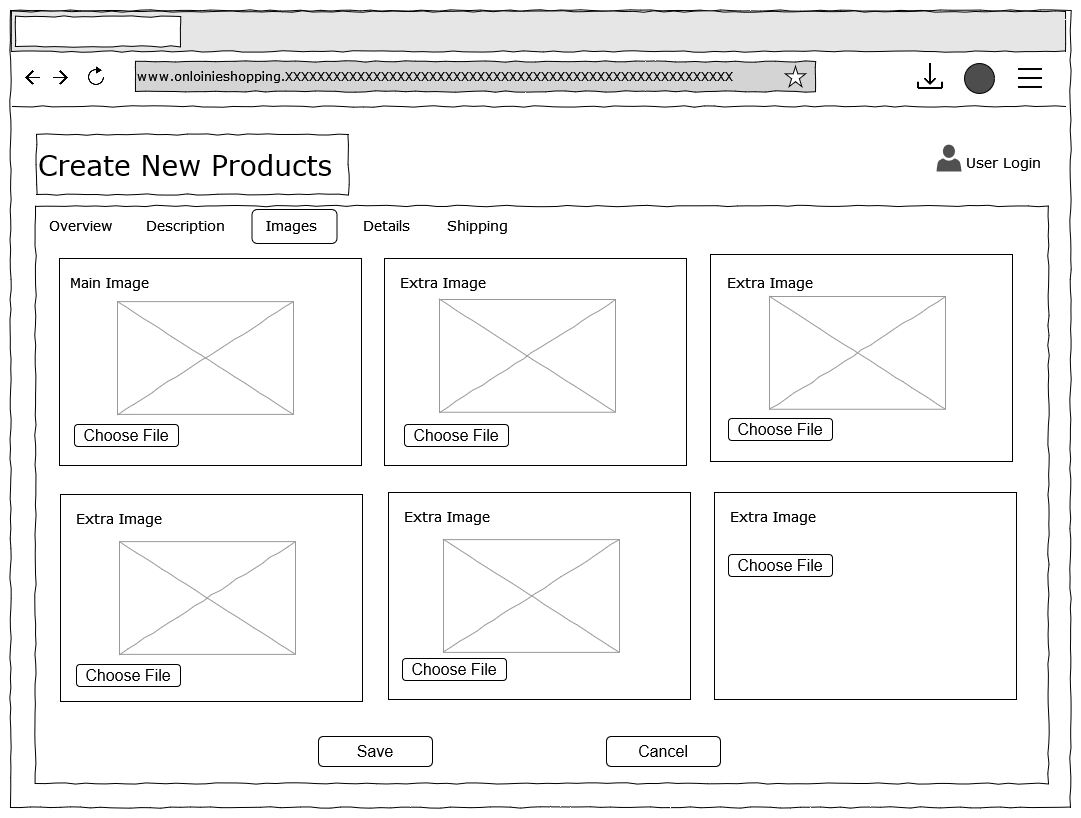 www.onloinieshopping.XXXXXXXXXXXXXXXXXXXXXXXXXXXXXXXXXXXXXXXXXXXXXXXXXXXXXXXX
Create New Products
User Login
Overview Description Images Details Shipping
Main Image Extra Image Extra Image
Choose File Choose File Choose File
Extra Image Extra Image Extra Image
Choose File
Choose File Choose File
Save Cancel